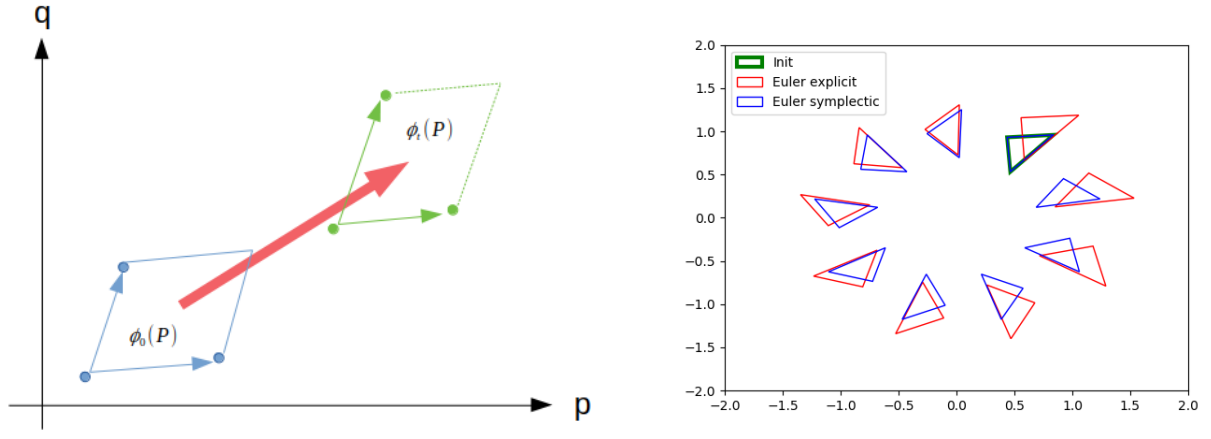 q
ϕₜ(P)
ϕ₀(P)
p
Init
Euler explicit
Euler symplectic
2.0
1.5
1.0
0.5
0.0
−0.5
−1.0
−1.5
−2.0
−2.0 −1.5 −1.0 −0.5 0.0 0.5 1.0 1.5 2.0